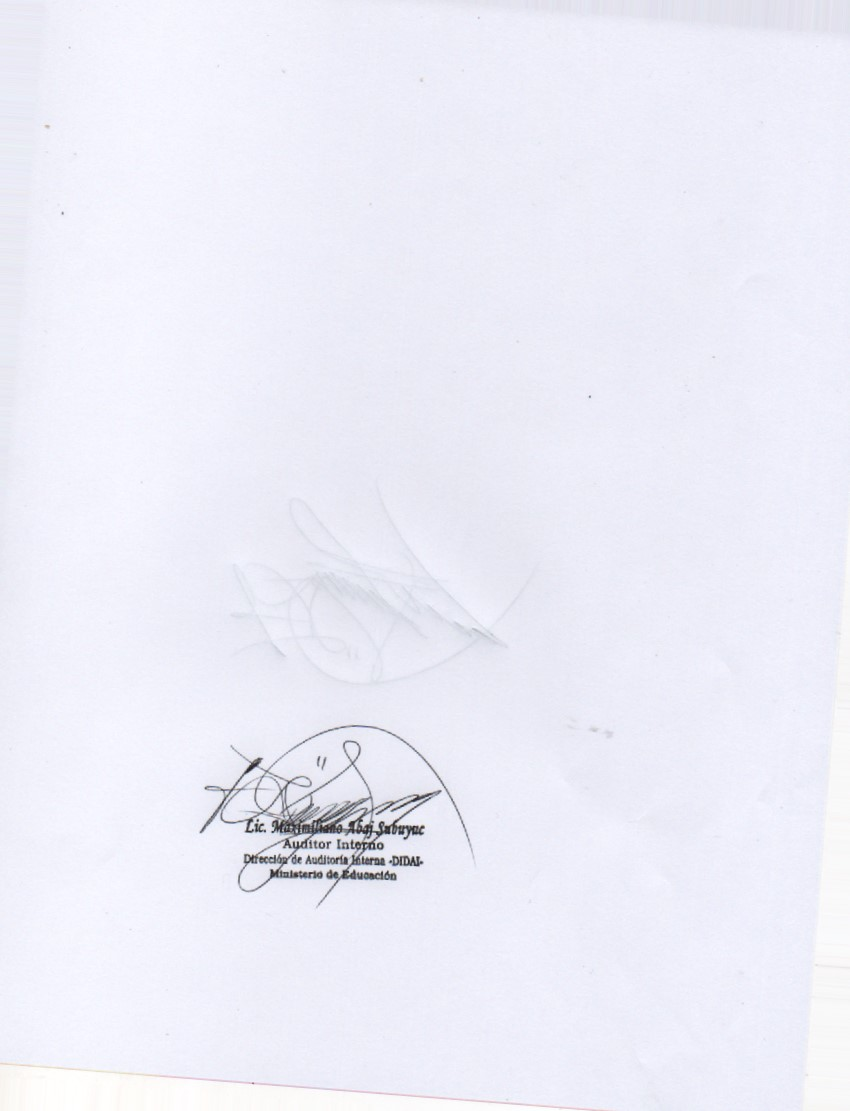 Lic. Maximiliano Abaj Subuyuc
Auditor Interno
Dirección de Auditoría Interna -DIDAI-
Ministerio de Educación